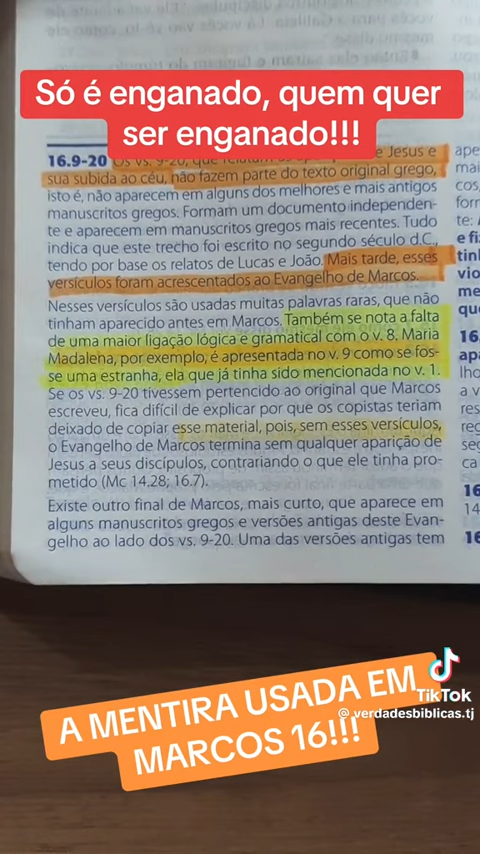 Só é enganado, quem quer
ser enganado!!!
16.9-20 Os vs. 9-20, que relatam e Jesus e
sua subida ao céu, não fazem parte do texto original grego,
isto é, não aparecem em alguns dos melhores e mais antigos
manuscritos gregos. Formam um documento independen-
te e aparecem em manuscritos gregos mais recentes. Tudo
indica que este trecho foi escrito no segundo século d.C.,
tendo por base os relatos de Lucas e João. Mais tarde, esses
versículos foram acrescentados ao Evangelho de Marcos.
Nesses versículos são usadas muitas palavras raras, que não
tinham aparecido antes em Marcos. Também se nota a falta
de uma maior ligação lógica e gramatical com o v. 8. Maria
Madalena, por exemplo, é apresentada no v. 9 como se fos-
se uma estranha, ela que já tinha sido mencionada no v. 1.
Se os vs. 9-20 tivessem pertencido ao original que Marcos
escreveu, fica difícil de explicar por que os copistas teriam
deixado de copiar esse material, pois, sem esses versículos,
o Evangelho de Marcos termina sem qualquer aparição de
Jesus a seus discípulos, contrariando o que ele tinha pro-
metido (Mc 14.28; 16.7).
Existe outro final de Marcos, mais curto, que aparece em
alguns manuscritos gregos e versões antigas deste Evan-
gelho ao lado dos vs. 9-20. Uma das versões antigas tem
A MENTIRA USADA EM
MARCOS 16!!!
TikTok
@verdadesbiblicas.tj